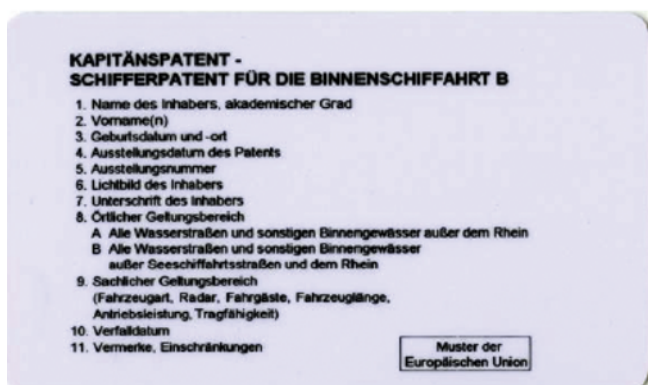 KAPITÄNSPATENT -
SCHIFFERPATENT FÜR DIE BINNENSCHIFFAHRT B
1. Name des Inhabers, akademischer Grad
2. Vorname(n)
3. Geburtsdatum und -ort
4. Ausstellungsdatum des Patents
5. Ausstellungsnummer
6. Lichtbild des Inhabers
7. Unterschrift des Inhabers
8. Örtlicher Geltungsbereich
A Alle Wasserstraßen und sonstigen Binnengewässer außer dem Rhein
B Alle Wasserstraßen und sonstigen Binnengewässer
außer Seeschiffahrtsstraßen und dem Rhein
9. Sachlicher Geltungsbereich
(Fahrzeugart, Radar, Fahrgäste, Fahrzeuglänge,
Antriebsleistung, Tragfähigkeit)
10. Verfalldatum
11. Vermerke, Einschränkungen
Muster der
Europäischen Union